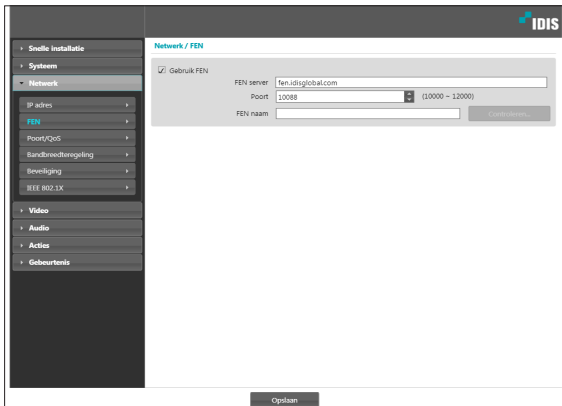 IDIS
Snelle installatie
Systeem
Netwerk
IP adres
FEN
Poort/QoS
Bandbreedteregeling
Beveiliging
IEEE 802.1X
Video
Audio
Acties
Gebeurtenis
Netwerk / FEN
Gebruik FEN
FEN server fen.idisglobal.com
Poort 10088 (10000 ~ 12000)
FEN naam Controleren...
Opslaan